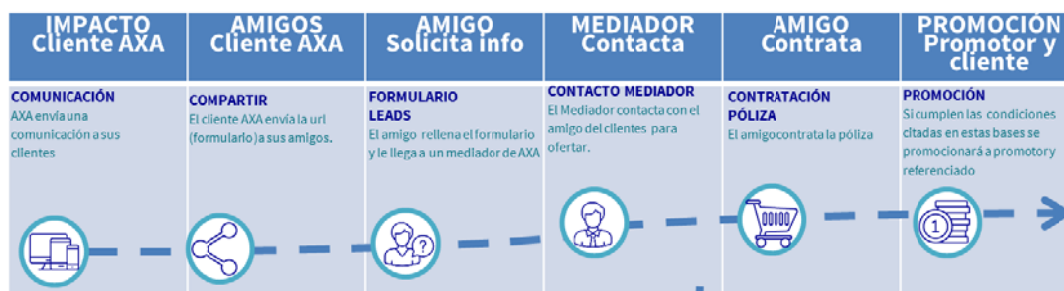 IMPACTO
Cliente AXA
AMIGOS
Cliente AXA
AMIGO
Solicita info
MEDIADOR
Contacta
AMIGO
Contrata
PROMOCIÓN
Promotor y
cliente
COMUNICACIÓN
AXA envía una
comunicación a sus
clientes
COMPARTIR
El cliente AXA envía la url
(formulario) a sus amigos.
FORMULARIO
LEADS
El amigo rellena el formulario
y le llega a un mediador de AXA
CONTACTO MEDIADOR
El Mediador contacta con el
amigo del clientes para
ofertar.
CONTRATACIÓN
PÓLIZA
El amigocontrata la póliza
PROMOCIÓN
Si cumplen las condiciones
citadas en estas bases se
promocionará a promotor y
referenciado
?
00100
1